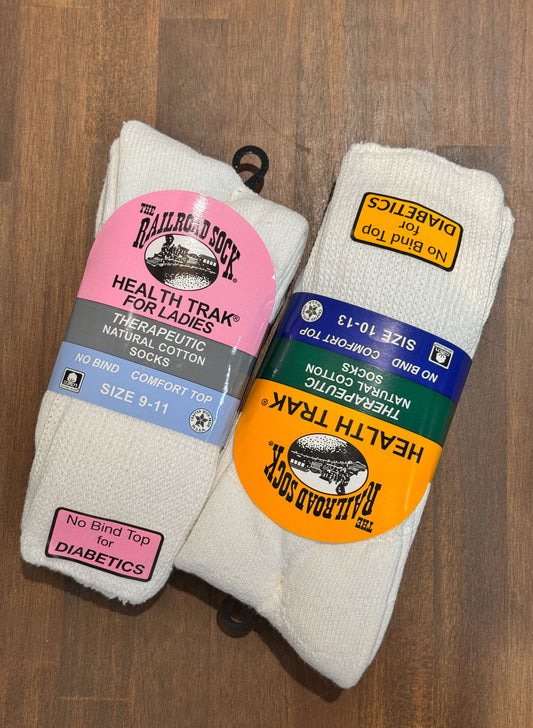 THE
RAILROAD SOCK®
HEALTH TRAK®
FOR LADIES
THERAPEUTIC
NATURAL COTTON
SOCKS
NO BIND COMFORT TOP
SIZE 9-11
No Bind Top
for
DIABETICS
THE
RAILROAD SOCK
HEALTH TRAK®
THERAPEUTIC
NATURAL COTTON
SOCKS
NO BIND COMFORT TOP
SIZE 10-13
No Bind Top
for
DIABETICS